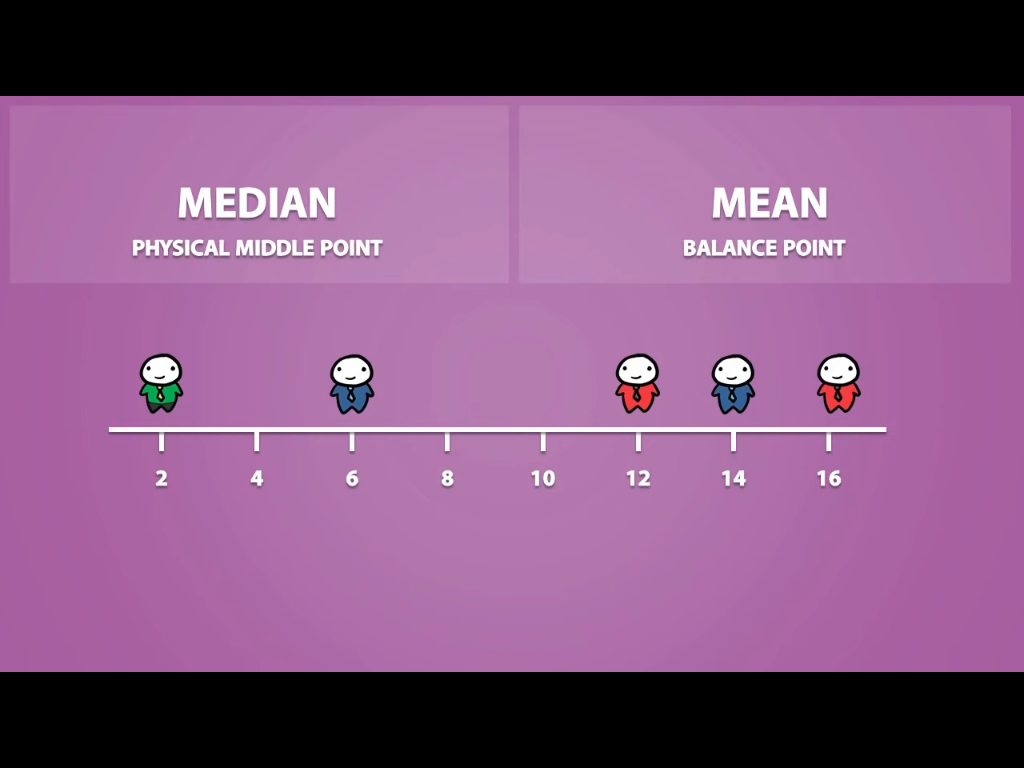 MEDIAN
PHYSICAL MIDDLE POINT
MEAN
BALANCE POINT
2 4 6 8 10 12 14 16